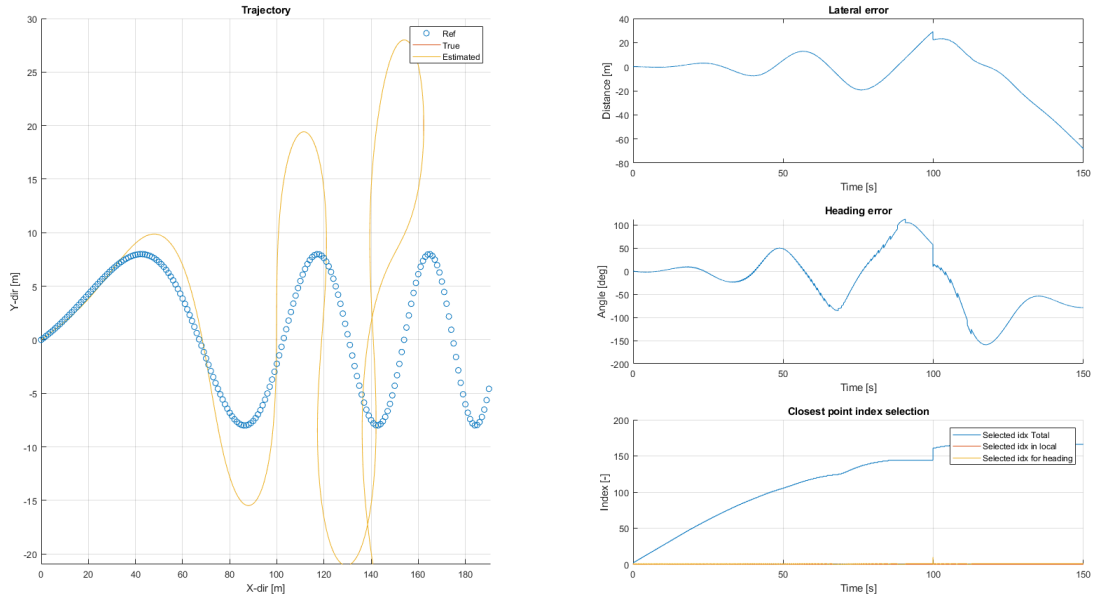 Trajectory
30
25
20
15
10
5
0
-5
-10
-15
-20
0 20 40 60 80 100 120 140 160 180
X-dir [m]
Y-dir [m]
Ref
True
Estimated
Lateral error
40
20
0
-20
-40
-60
-80
0 50 100 150
Time [s]
Distance [m]
Heading error
100
50
0
-50
-100
-150
-200
0 50 100 150
Time [s]
Angle [deg]
Closest point index selection
200
150
100
50
0
0 50 100 150
Time [s]
Index [-]
Selected idx Total
Selected idx in local
Selected idx for heading